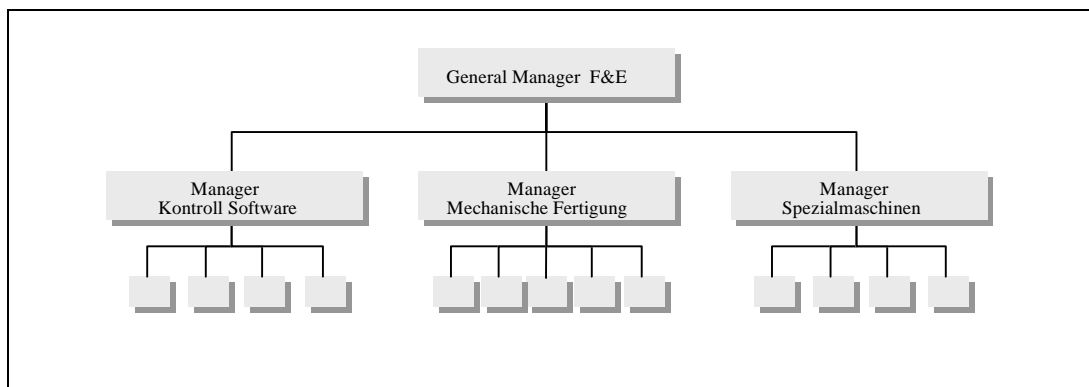 General Manager F&E
Manager
Kontroll Software
Manager
Mechanische Fertigung
Manager
Spezialmaschinen